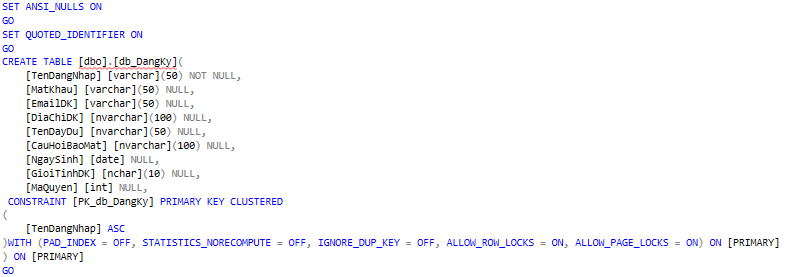 SET ANSI_NULLS ON
GO
SET QUOTED_IDENTIFIER ON
GO
CREATE TABLE [dbo].[db_DangKy](
    [TenDangNhap] [varchar](50) NOT NULL,
    [MatKhau] [varchar](50) NULL,
    [EmailDK] [varchar](50) NULL,
    [DiaChiDK] [nvarchar](100) NULL,
    [TenDayDu] [nvarchar](50) NULL,
    [CauHoiBaoMat] [nvarchar](100) NULL,
    [NgaySinh] [date] NULL,
    [GioiTinhDK] [nchar](10) NULL,
    [MaQuyen] [int] NULL,
 CONSTRAINT [PK_db_DangKy] PRIMARY KEY CLUSTERED
(
    [TenDangNhap] ASC
)WITH (PAD_INDEX = OFF, STATISTICS_NORECOMPUTE = OFF, IGNORE_DUP_KEY = OFF, ALLOW_ROW_LOCKS = ON, ALLOW_PAGE_LOCKS = ON) ON [PRIMARY]
) ON [PRIMARY]
GO